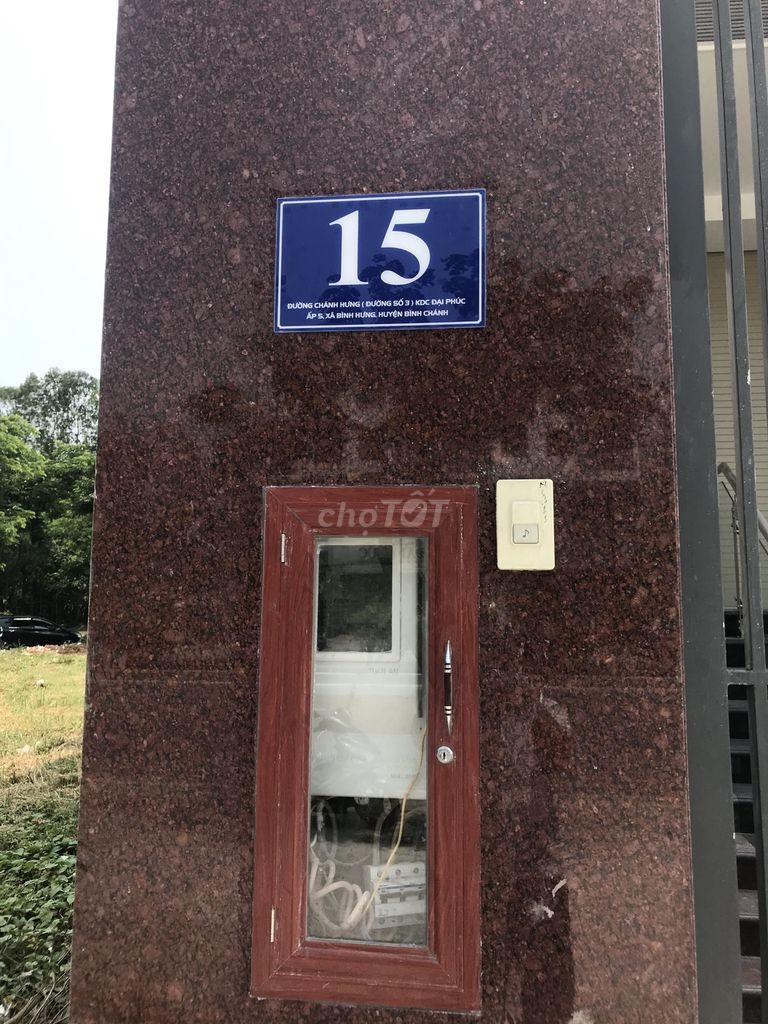 15
ĐƯỜNG CHÁNH HƯNG ( ĐƯỜNG SỐ 3 ) KDC ĐẠI PHÚC
ẤP 5, XÃ BÌNH HƯNG, HUYỆN BÌNH CHÁNH
chợTỐT